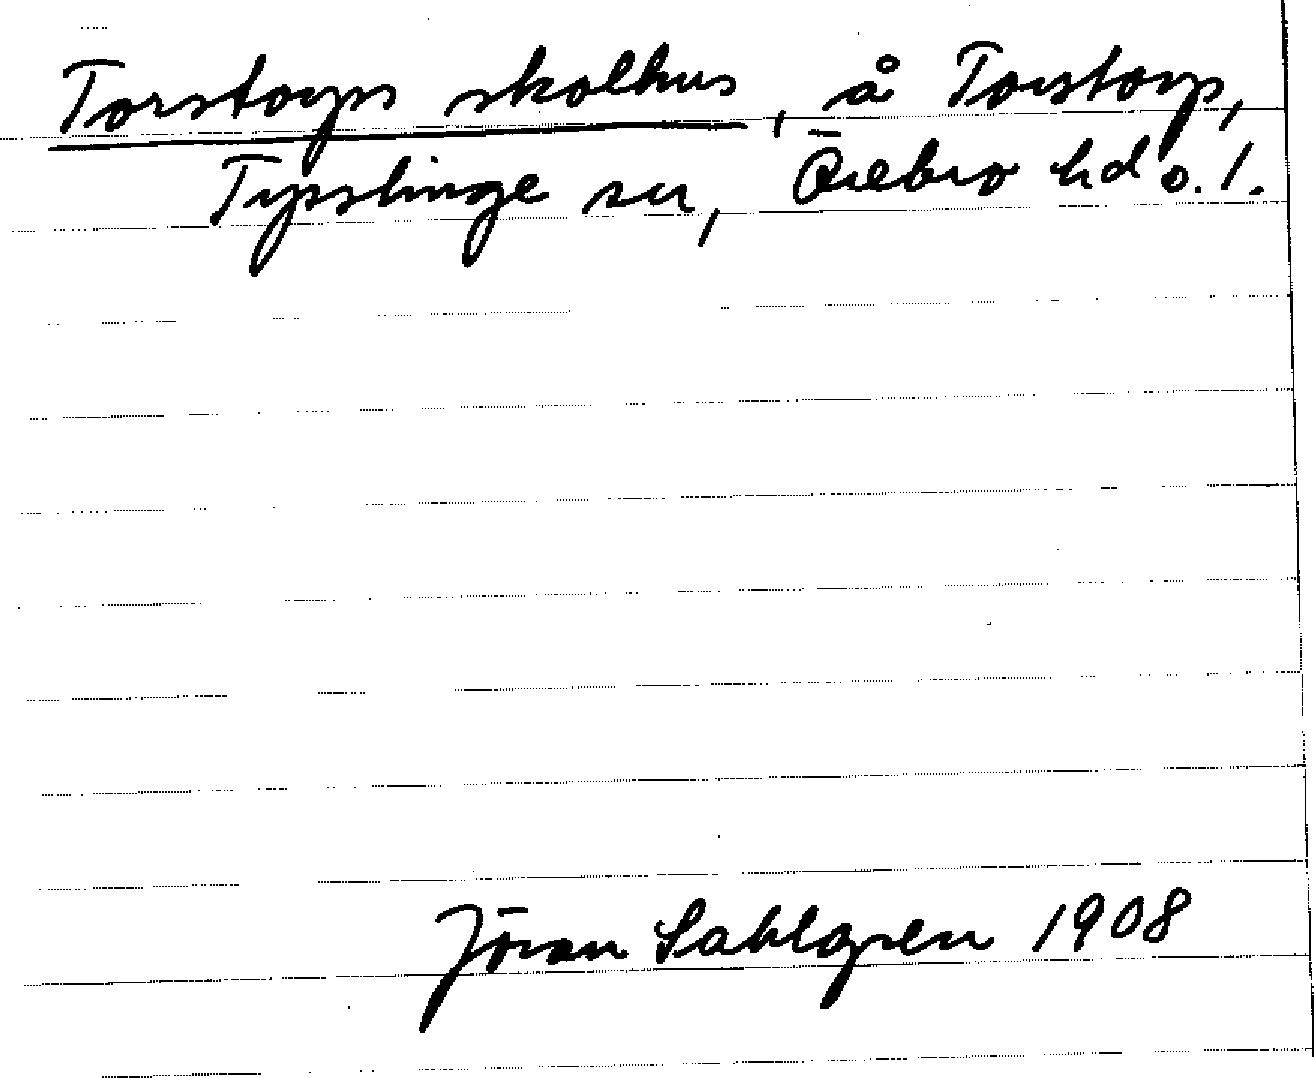 Torstorps skolhus, å Torstorp,
Tysslinge sn, Örebro hd o. l.
Jöran Sahlgren 1908